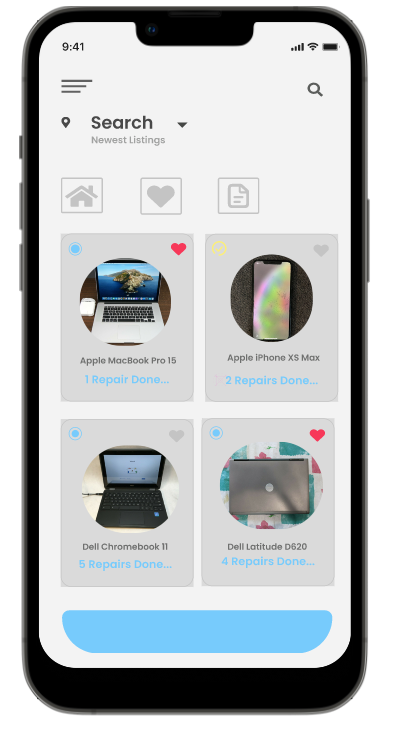 9:41
Search
Newest Listings
Apple MacBook Pro 15
1 Repair Done...
Apple iPhone XS Max
2 Repairs Done...
Dell Chromebook 11
5 Repairs Done...
Dell Latitude D620
4 Repairs Done...